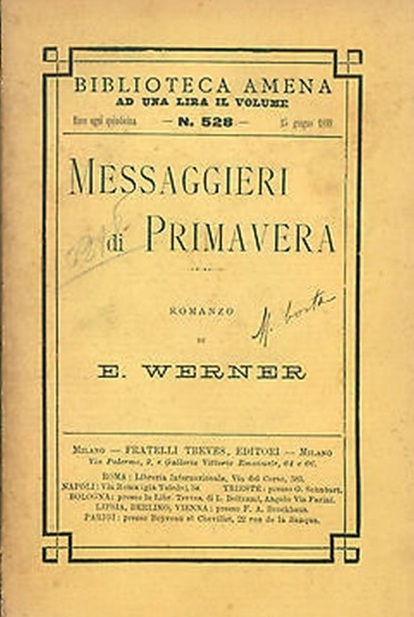 BIBLIOTECA AMENA
AD UNA LIRA IL VOLUME
Esce ogni quindicina — N. 528 — 15 giugno
MESSAGGIERI
di PRIMAVERA
ROMANZO
DI
E. WERNER
MILANO — FRATELLI TREVES, EDITORI — MILANO
Via Palermo, 2, e Galleria Vittorio Emanuele, 64 e 66.
ROMA: Libreria Internazionale, Via del Corso, 383.
NAPOLI: Via Roma (già Toledo), 34. TRIESTE: presso G. Schubart.
BOLOGNA: presso la Libr. Treves, di L. Beltrami, Angolo Via Farini.
LIPSIA, BERLINO, VIENNA: presso F. A. Brockhaus.
PARIGI: presso Boyveau et Chevillet, 22 rue de la Banque.